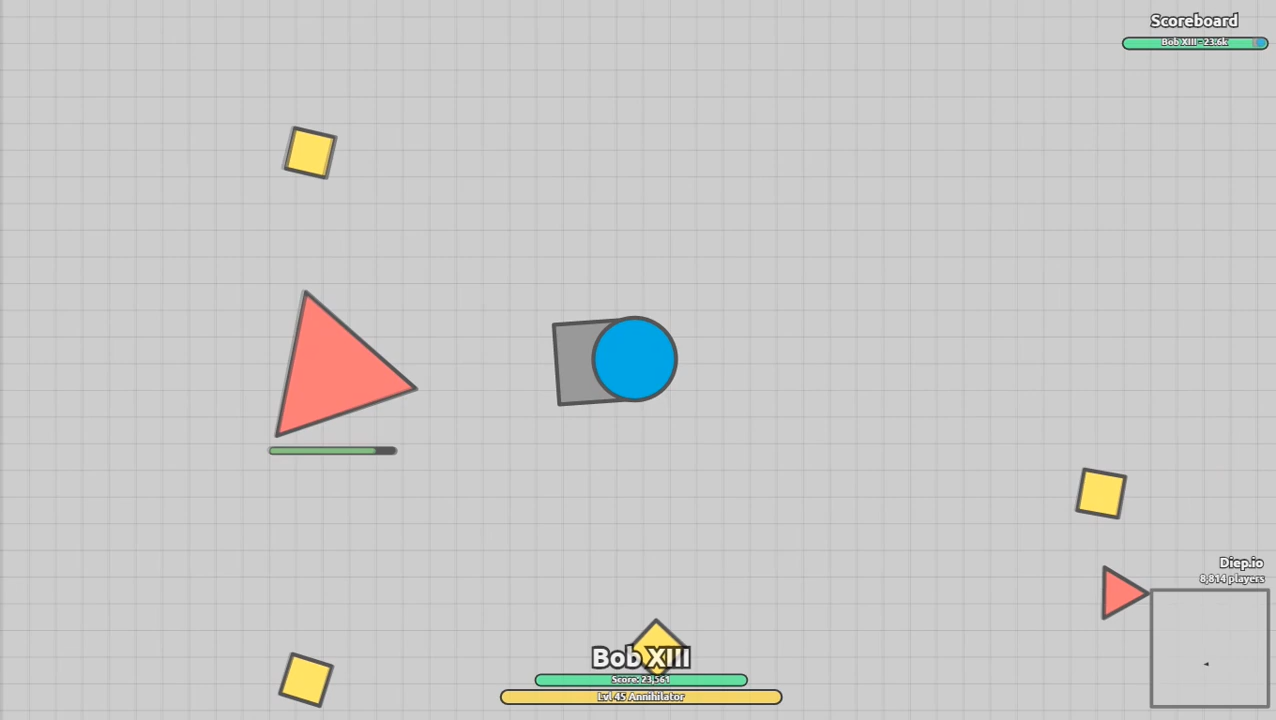 Scoreboard
Bob XIII - 23.6k
Diep.io
8,814 players
Bob XIII
Score: 23,561
Lvl 45 Annihilator